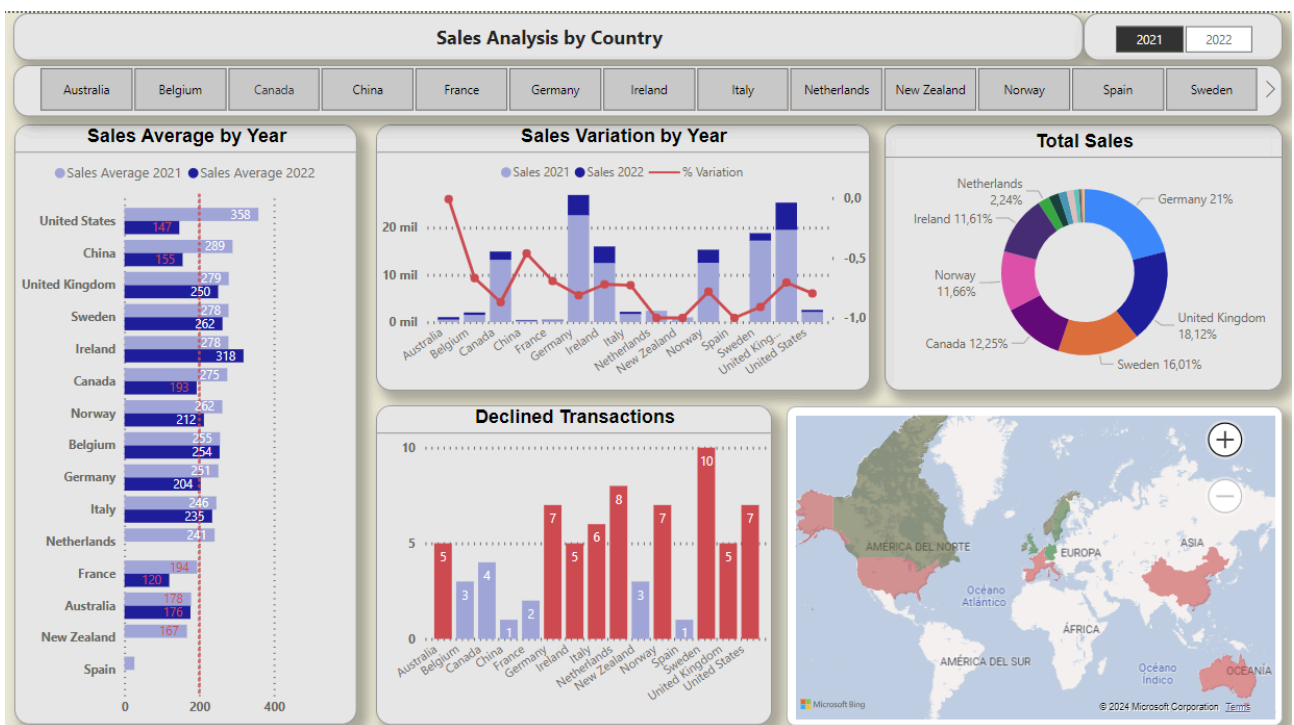 Sales Analysis by Country
2021
2022
Australia
Belgium
Canada
China
France
Germany
Ireland
Italy
Netherlands
New Zealand
Norway
Spain
Sweden
Sales Average by Year
Sales Average 2021 Sales Average 2022
United States
358
147
China
289
155
United Kingdom
279
250
Sweden
278
262
Ireland
278
318
Canada
275
193
Norway
262
212
Belgium
255
254
Germany
251
204
Italy
246
235
Netherlands
241
France
194
120
Australia
178
176
New Zealand
167
Spain
0 200 400
Sales Variation by Year
Sales 2021 Sales 2022 % Variation
20 mil
10 mil
0 mil
0,0
-0,5
-1,0
Australia
Belgium
Canada
China
France
Germany
Ireland
Italy
Netherlands
New Zealand
Norway
Spain
Sweden
United King...
United States
Total Sales
Netherlands
2,24%
Germany 21%
Ireland 11,61%
Norway
11,66%
United Kingdom
18,12%
Canada 12,25%
Sweden 16,01%
Declined Transactions
10
5
0
5
3
4
1
2
7
5
6
8
3
7
1
10
5
7
Australia
Belgium
Canada
China
France
Germany
Ireland
Italy
Netherlands
New Zealand
Norway
Spain
Sweden
United Kingdom
United States
AMÉRICA DEL NORTE
EUROPA
ASIA
Océano
Atlántico
ÁFRICA
AMÉRICA DEL SUR
Océano
Índico
OCEANÍA
Microsoft Bing
© 2024 Microsoft Corporation Terms